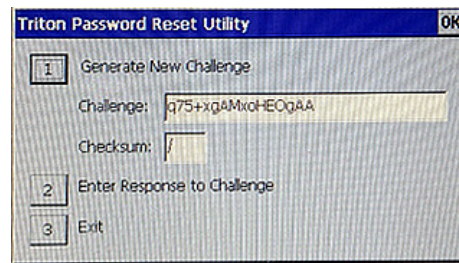 Triton Password Reset Utility OK
1 Generate New Challenge
Challenge: q75+xgAMxoHEOgAA
Checksum: /
2 Enter Response to Challenge
3 Exit